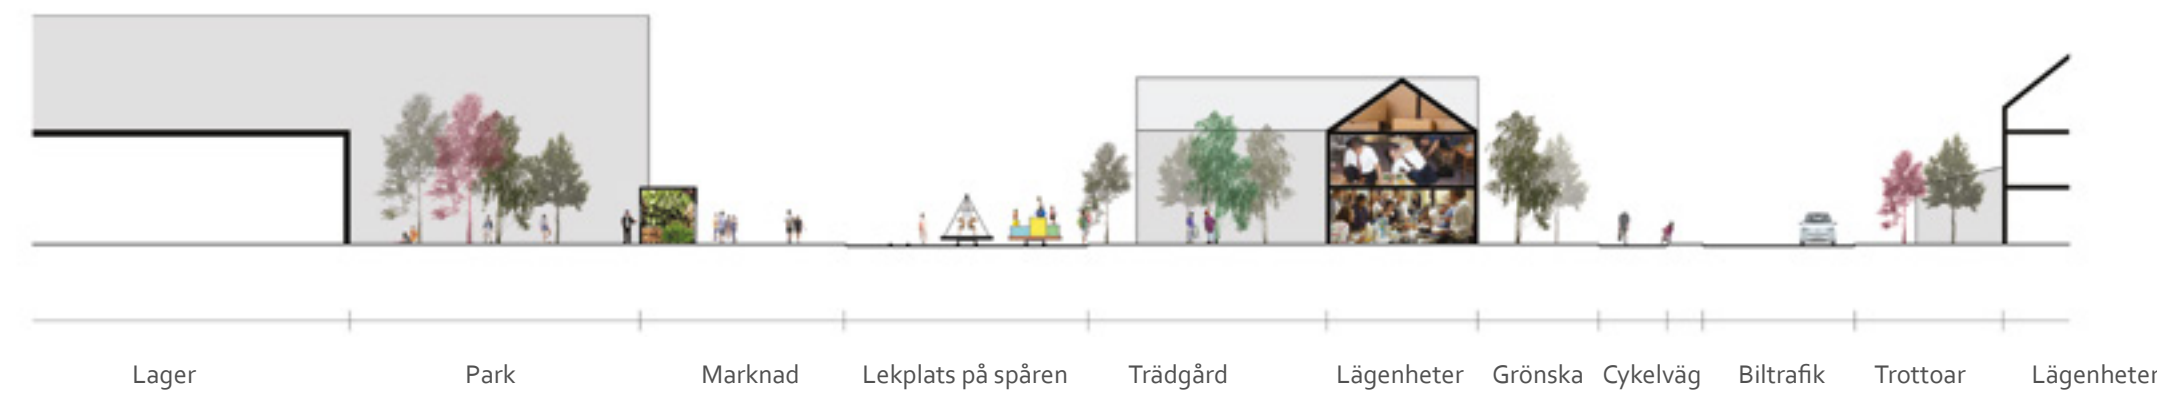 Lager Park Marknad Lekplats på spåren Trädgård Lägenheter Grönska Cykelväg Biltrafik Trottoar Lägenheter